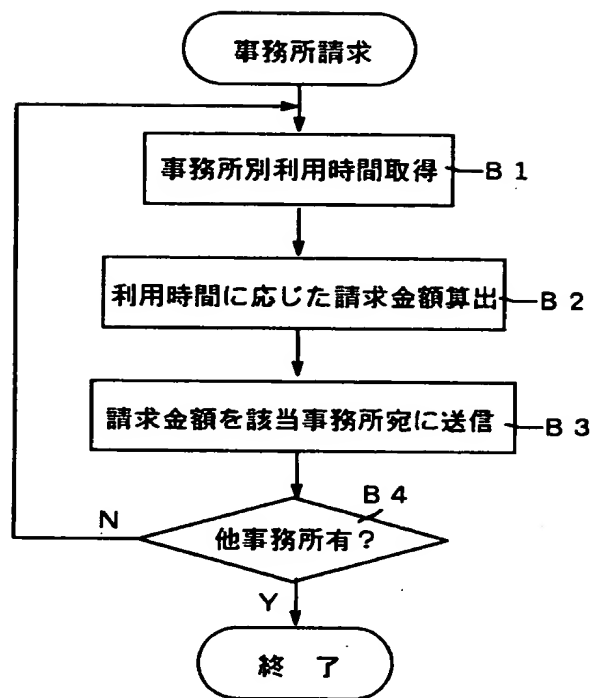 事務所請求
事務所別利用時間取得
B 1
利用時間に応じた請求金額算出
B 2
請求金額を該当事務所宛に送信
B 3
B 4
他事務所有?
N
Y
終 了